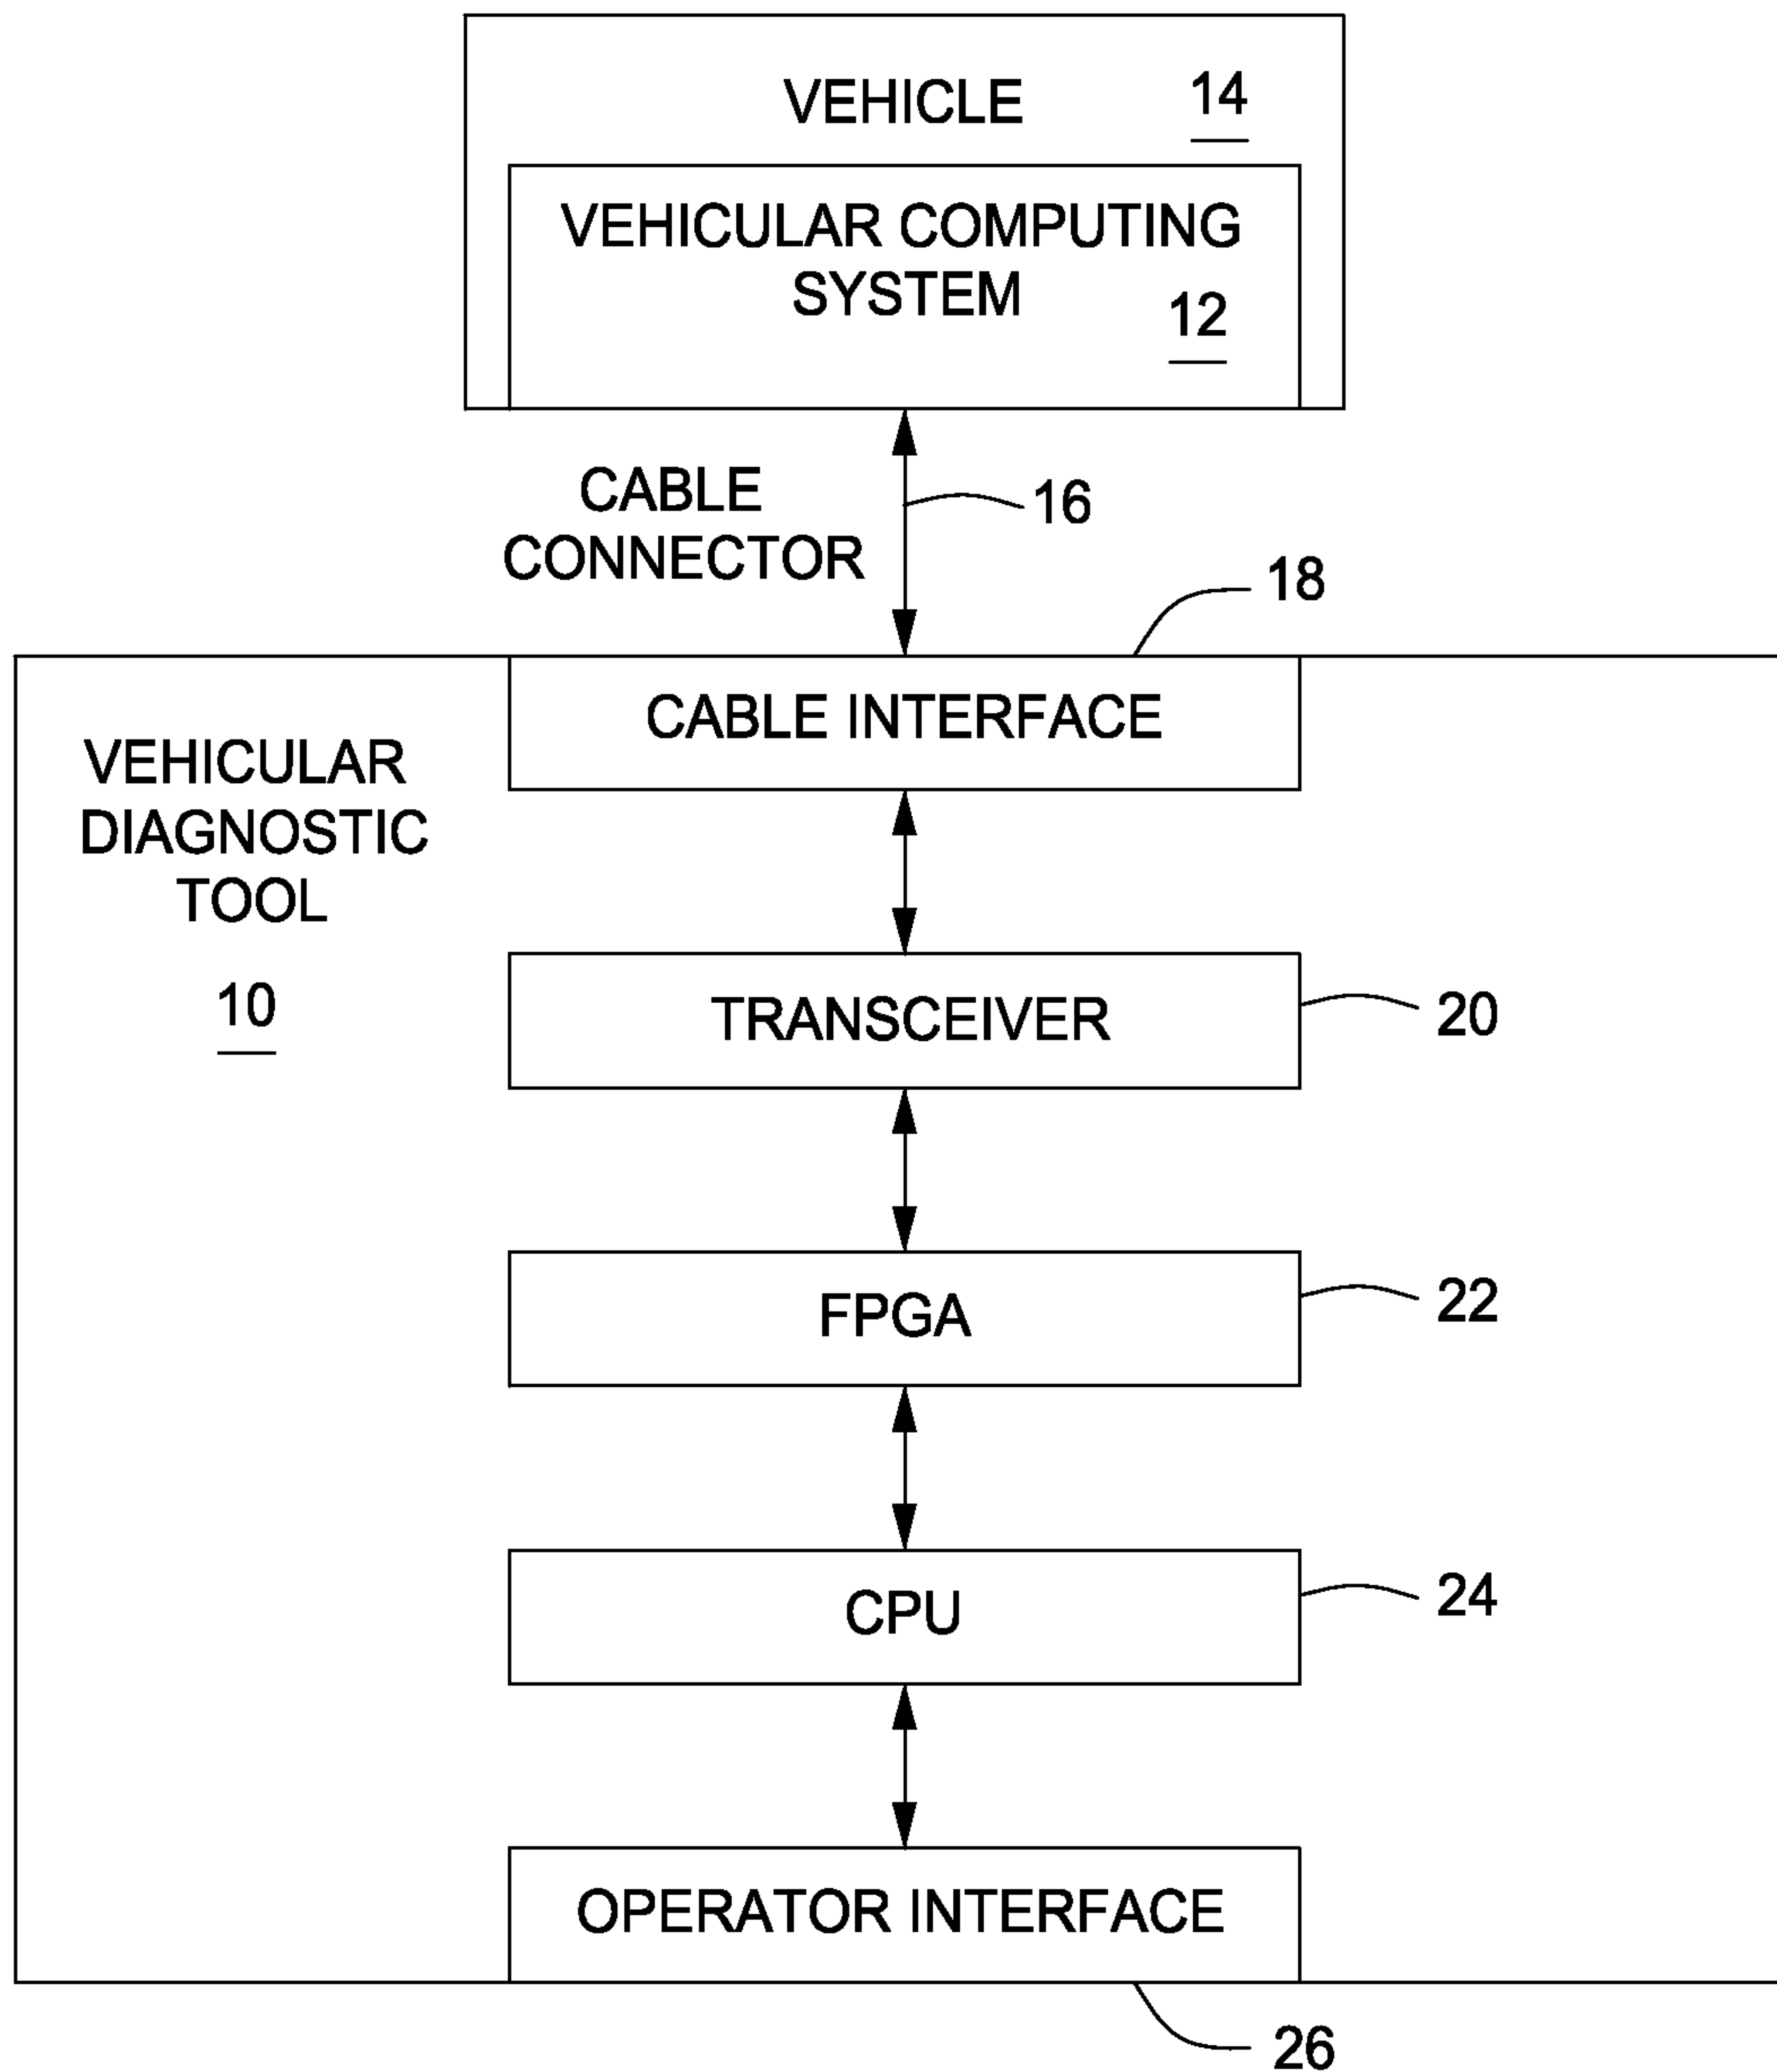 VEHICLE
14
VEHICULAR COMPUTING
SYSTEM
12
CABLE
CONNECTOR
16
18
CABLE INTERFACE
VEHICULAR
DIAGNOSTIC
TOOL
10
TRANSCEIVER
20
FPGA
22
CPU
24
OPERATOR INTERFACE
26